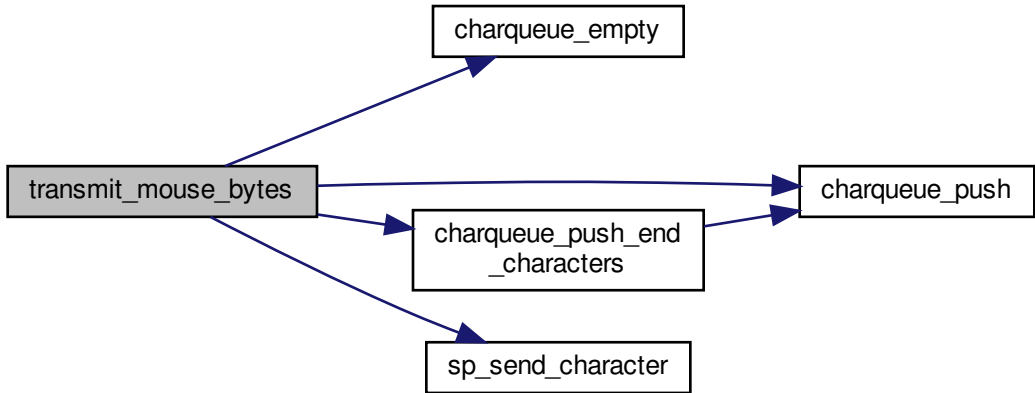 charqueue_empty
transmit_mouse_bytes
charqueue_push
charqueue_push_end
_characters
sp_send_character